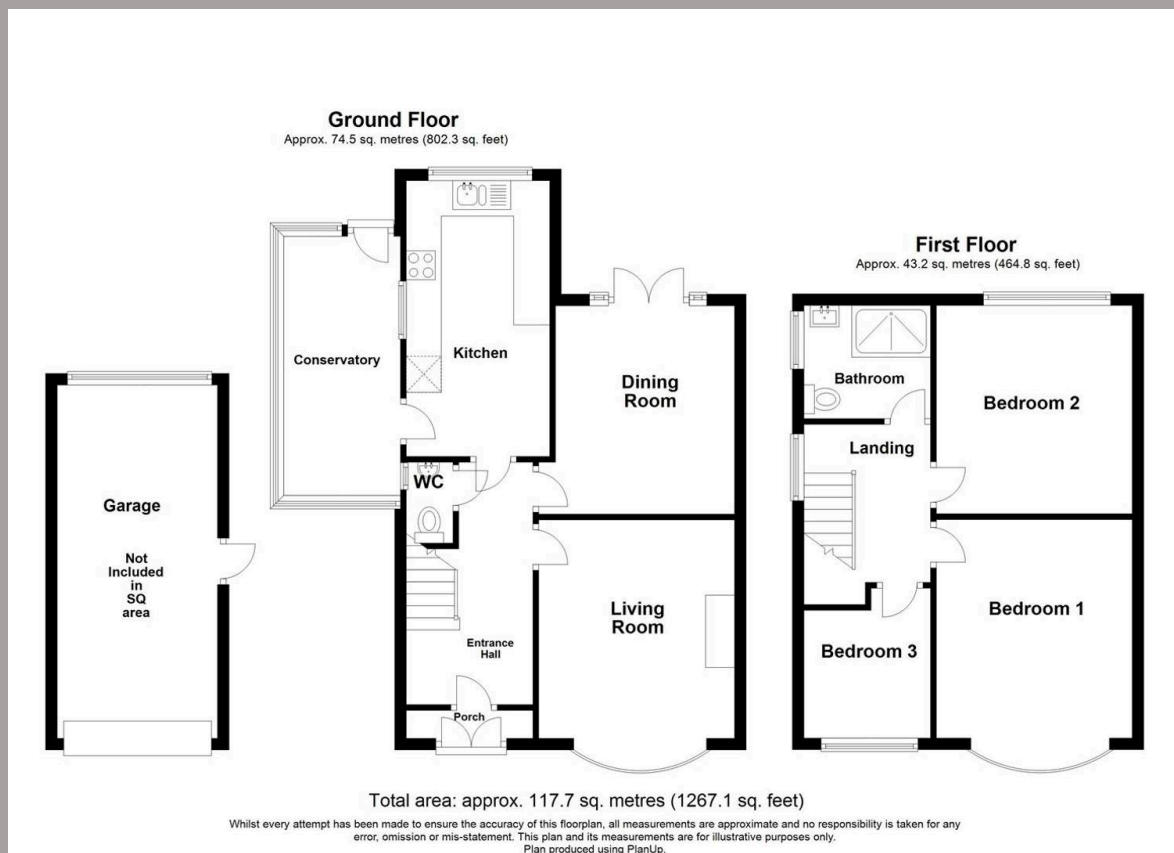 Ground Floor
Approx. 74.5 sq. metres (802.3 sq. feet)
First Floor
Approx. 43.2 sq. metres (464.8 sq. feet)
Conservatory
Kitchen
Dining
Room
Bathroom
Bedroom 2
Landing
WC
Garage
Not
Included
in
SQ
area
Living
Room
Entrance
Hall
Porch
Bedroom 1
Bedroom 3
Total area: approx. 117.7 sq. metres (1267.1 sq. feet)
Whilst every attempt has been made to ensure the accuracy of this floorplan, all measurements are approximate and no responsibility is taken for any
error, omission or mis-statement. This plan and its measurements are for illustrative purposes only.
Plan produced using PlanUp.